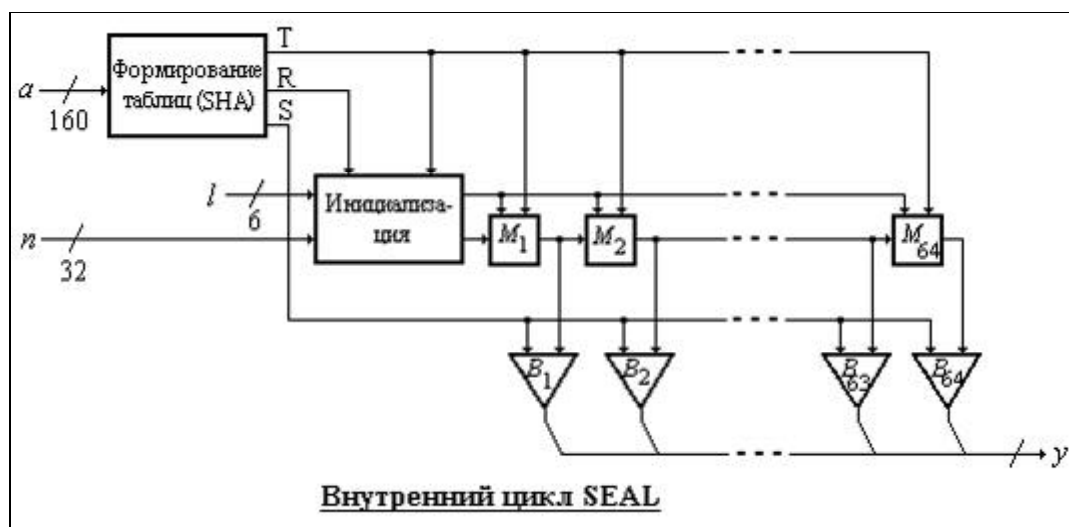 T
Формирование
таблиц (SHA)
R
a
160
S
l
6
Инициализа-
ция
M1
M2
M64
n
32
B1
B2
B63
B64
y
Внутренний цикл SEAL